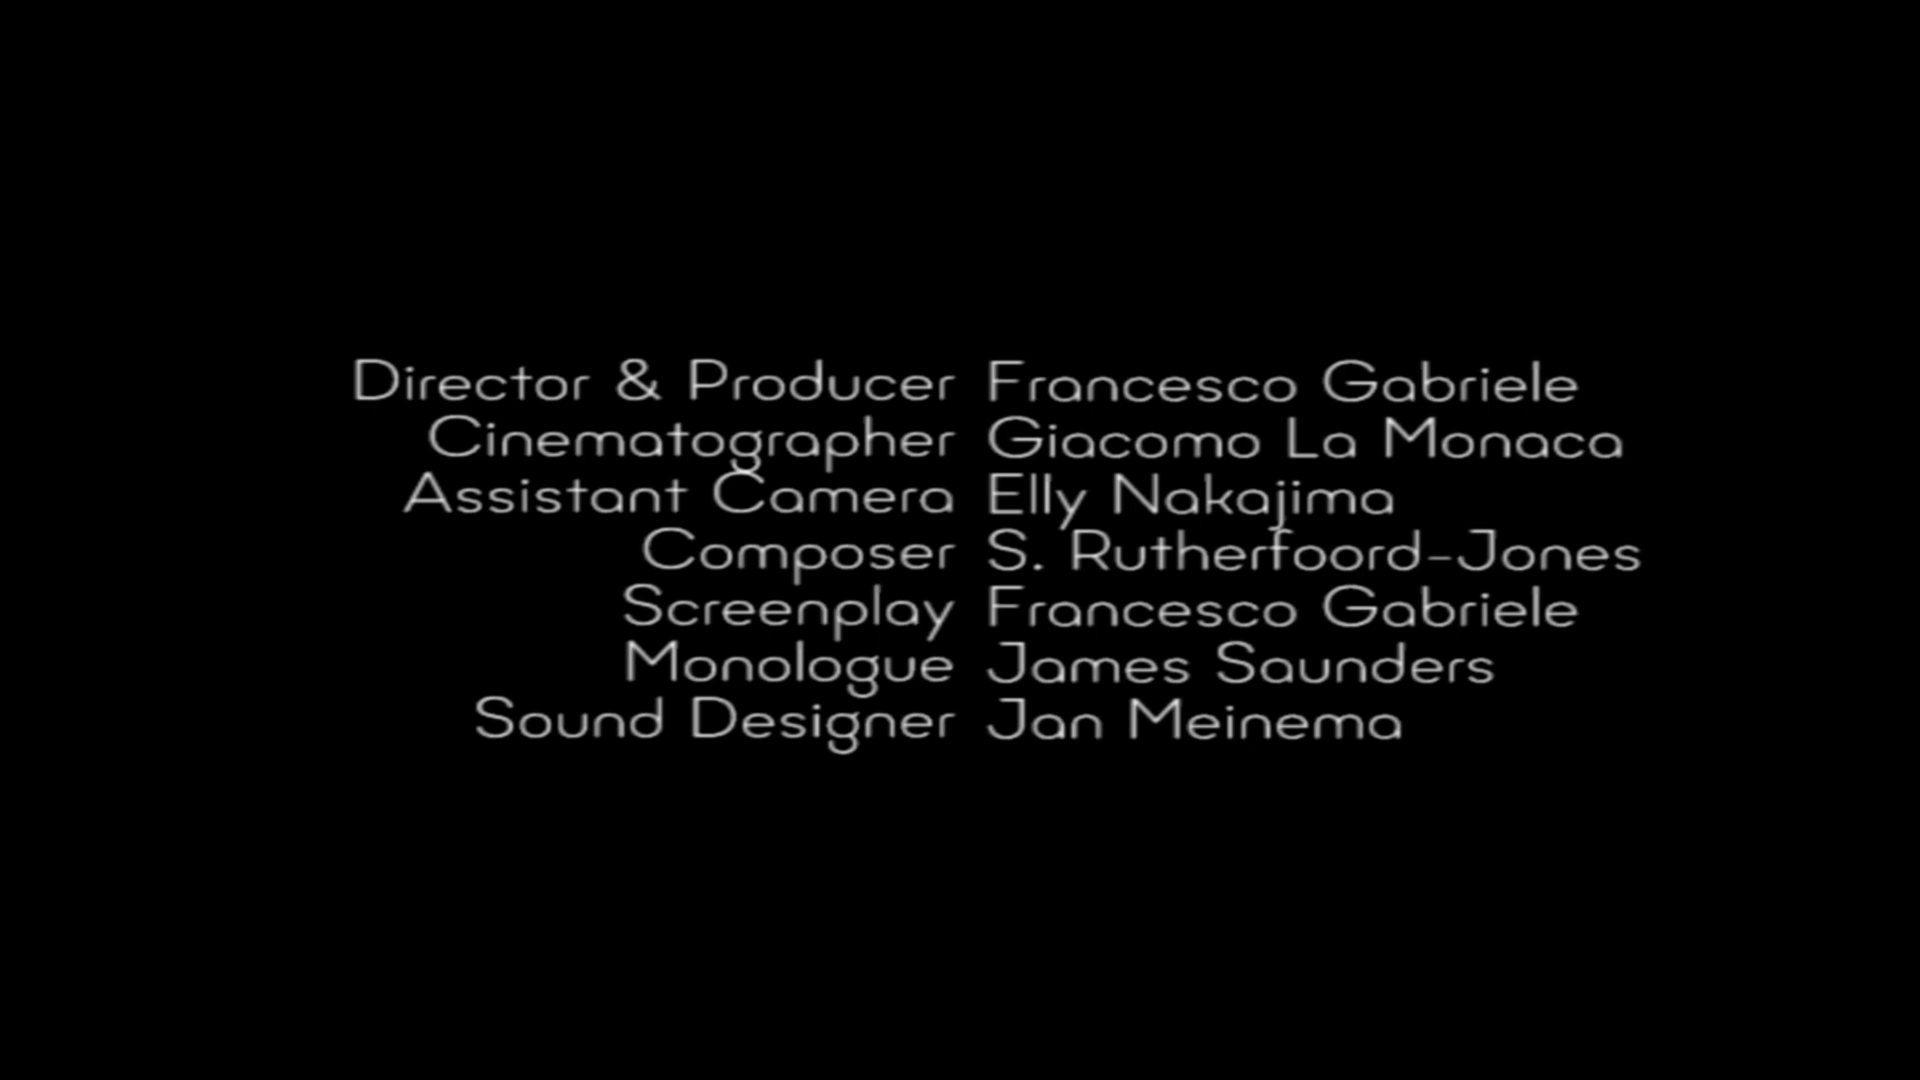 Director & Producer Francesco Gabriele
Cinematographer Giacomo La Monaca
Assistant Camera Elly Nakajima
Composer S. Rutherfoord-Jones
Screenplay Francesco Gabriele
Monologue James Saunders
Sound Designer Jan Meinema